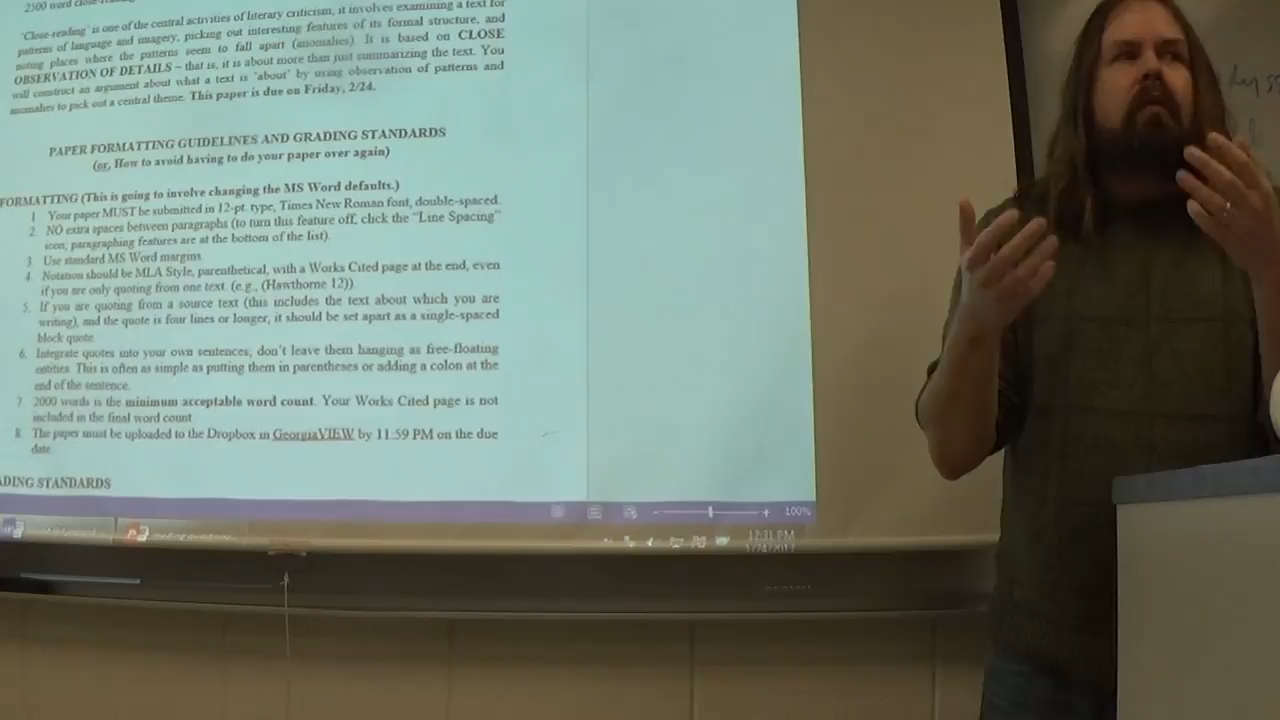 2500 word close-reading
'Close-reading' is one of the central activities of literary criticism, it involves examining a text for
patterns of language and imagery, picking out interesting features of its formal structure, and
noting places where the patterns seem to fall apart (anomalies). It is based on CLOSE
OBSERVATION OF DETAILS – that is, it is about more than just summarizing the text. You
will construct an argument about what a text is 'about' by using observation of patterns and
anomalies to pick out a central theme. This paper is due on Friday, 2/24.
PAPER FORMATTING GUIDELINES AND GRADING STANDARDS
(or, How to avoid having to do your paper over again)
FORMATTING (This is going to involve changing the MS Word defaults.)
1 Your paper MUST be submitted in 12-pt. type, Times New Roman font, double-spaced.
2. NO extra spaces between paragraphs (to turn this feature off, click the "Line Spacing"
icon; paragraphing features are at the bottom of the list).
3. Use standard MS Word margins.
4. Notation should be MLA Style, parenthetical, with a Works Cited page at the end, even
if you are only quoting from one text. (e.g., (Hawthorne 12))
5. If you are quoting from a source text (this includes the text about which you are
writing), and the quote is four lines or longer, it should be set apart as a single-spaced
block quote.
6. Integrate quotes into your own sentences, don't leave them hanging as free-floating
entities. This is often as simple as putting them in parentheses or adding a colon at the
end of the sentence.
7. 2000 words is the minimum acceptable word count. Your Works Cited page is not
included in the final word count
8. The paper must be uploaded to the Dropbox in GeorgiaVIEW by 11:59 PM on the due
date.
ADING STANDARDS
100%
12:31 PM
day